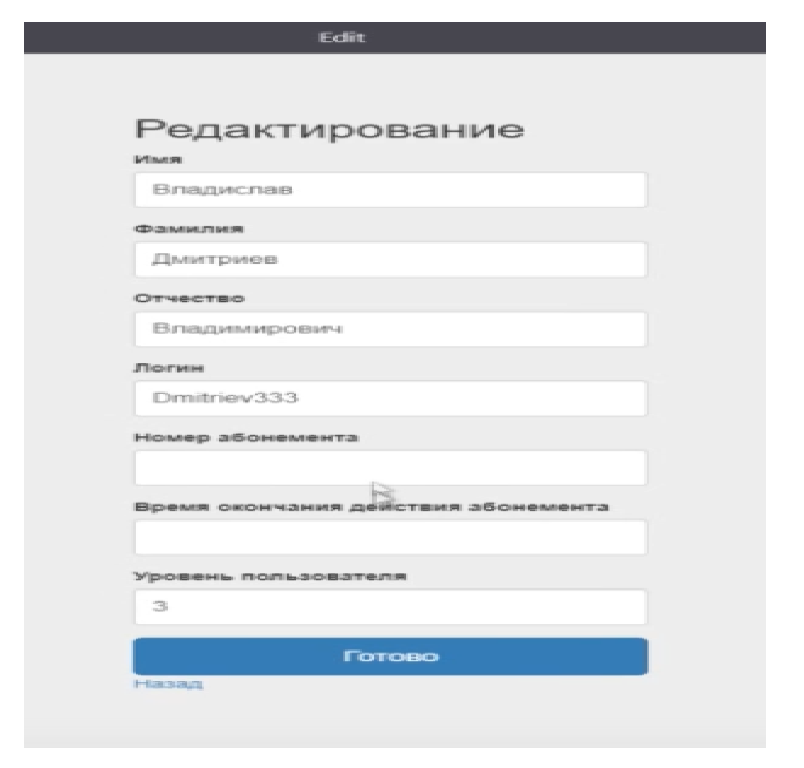 Edit
Редактирование
Имя
Владислав
Фамилия
Дмитриев
Отчество
Владимирович
Логин
Dmitriev333
Номер абонемента
Время окончания действия абонемента
Уровень пользователя
3
Готово
Назад